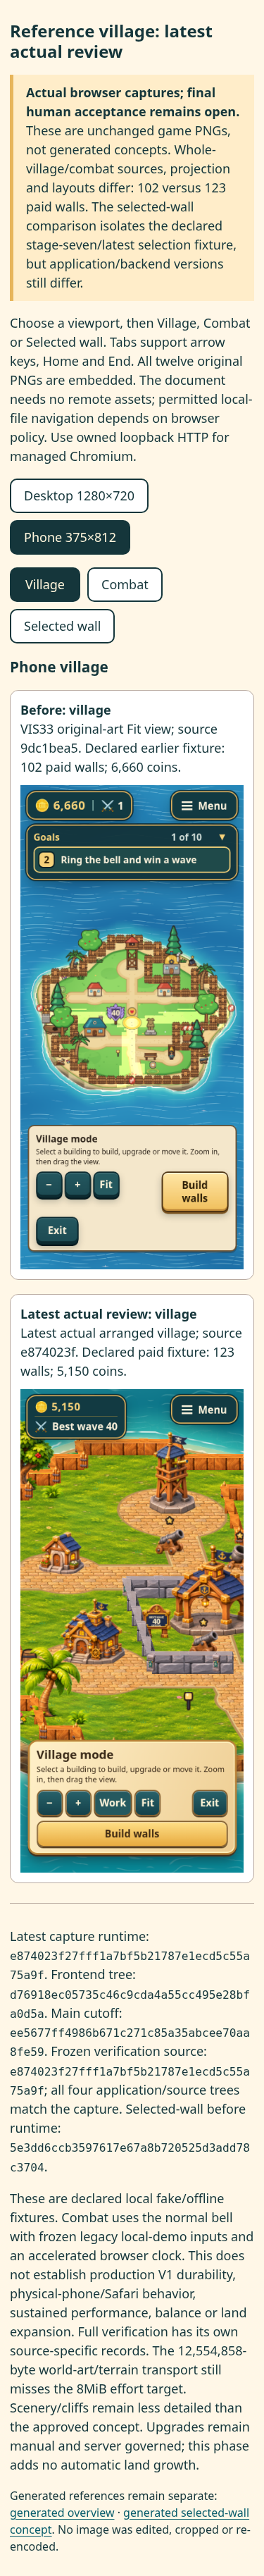 Reference village: latest
actual review
Actual browser captures; final
human acceptance remains open.
These are unchanged game PNGs,
not generated concepts. Whole-
village/combat sources, projection
and layouts differ: 102 versus 123
paid walls. The selected-wall
comparison isolates the declared
stage-seven/latest selection fixture,
but application/backend versions
still differ.
Choose a viewport, then Village, Combat
or Selected wall. Tabs support arrow
keys, Home and End. All twelve original
PNGs are embedded. The document
needs no remote assets; permitted local-
file navigation depends on browser
policy. Use owned loopback HTTP for
managed Chromium.
Desktop 1280×720
Phone 375×812
Village Combat
Selected wall
Phone village
Before: village
VIS33 original-art Fit view; source
9dc1bea5. Declared earlier fixture:
102 paid walls; 6,660 coins.
6,660 1 Menu
Goals 1 of 10
2 Ring the bell and win a wave
40
Village mode
Select a building to build, upgrade or move it. Zoom in,
then drag the view.
− + Fit Build
walls
Exit
Latest actual review: village
Latest actual arranged village; source
e874023f. Declared paid fixture: 123
walls; 5,150 coins.
5,150 Menu
Best wave 40
40
Village mode
Select a building to build, upgrade or move it. Zoom
in, then drag the view.
− + Work Fit Exit
Build walls
Latest capture runtime:
e874023f27fff1a7bf5b21787e1ecd5c55a
75a9f. Frontend tree:
d76918ec05735c46c9cda4a55cc495e28bf
a0d5a. Main cutoff:
ee5677ff4986b671c271c85a35abcee70aa
8fe59. Frozen verification source:
e874023f27fff1a7bf5b21787e1ecd5c55a
75a9f; all four application/source trees
match the capture. Selected-wall before
runtime:
5e3dd6ccb3597617e67a8b720525d3add78
c3704.
These are declared local fake/offline
fixtures. Combat uses the normal bell
with frozen legacy local-demo inputs and
an accelerated browser clock. This does
not establish production V1 durability,
physical-phone/Safari behavior,
sustained performance, balance or land
expansion. Full verification has its own
source-specific records. The 12,554,858-
byte world-art/terrain transport still
misses the 8MiB effort target.
Scenery/cliffs remain less detailed than
the approved concept. Upgrades remain
manual and server governed; this phase
adds no automatic land growth.
Generated references remain separate:
generated overview · generated selected-wall
concept. No image was edited, cropped or re-
encoded.